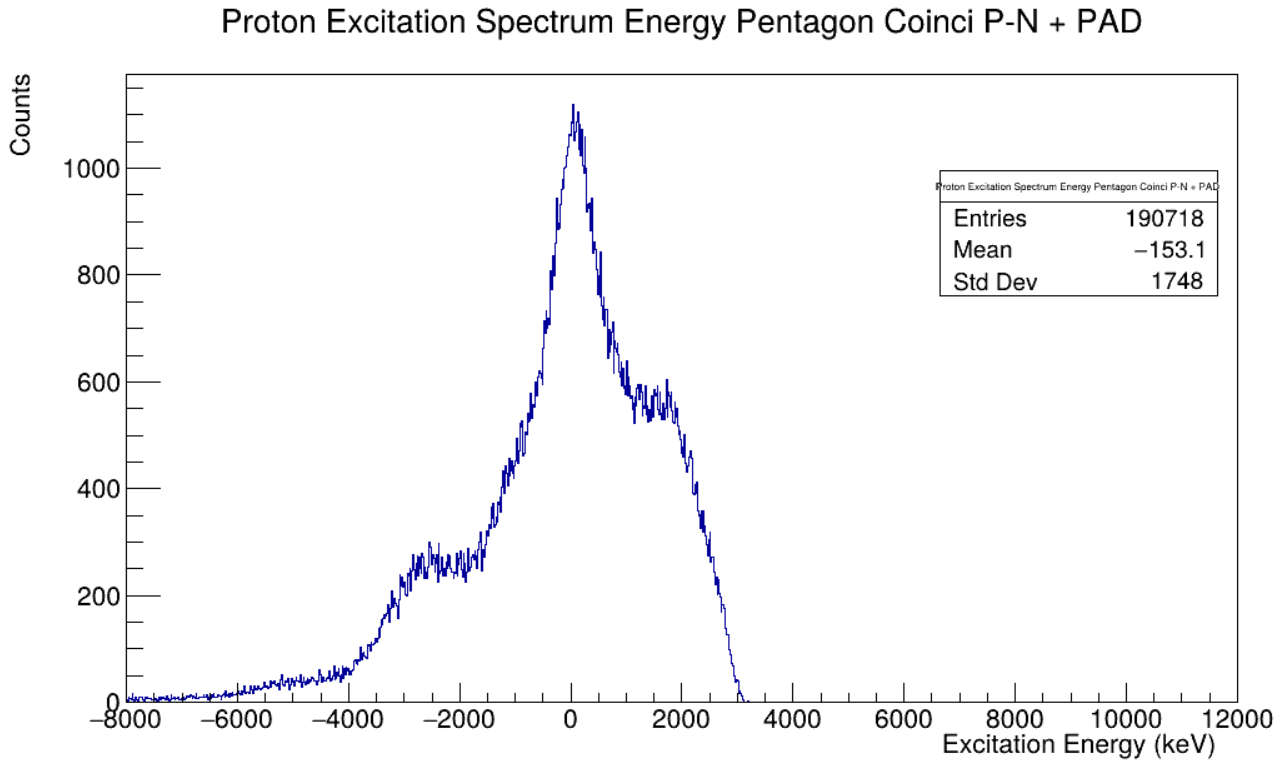 Proton Excitation Spectrum Energy Pentagon Coinci P-N + PAD
Counts
1000
800
600
400
200
0
Proton Excitation Spectrum Energy Pentagon Coinci P-N + PAD
Entries 190718
Mean −153.1
Std Dev 1748
−8000 −6000 −4000 −2000 0 2000 4000 6000 8000 10000 12000
Excitation Energy (keV)